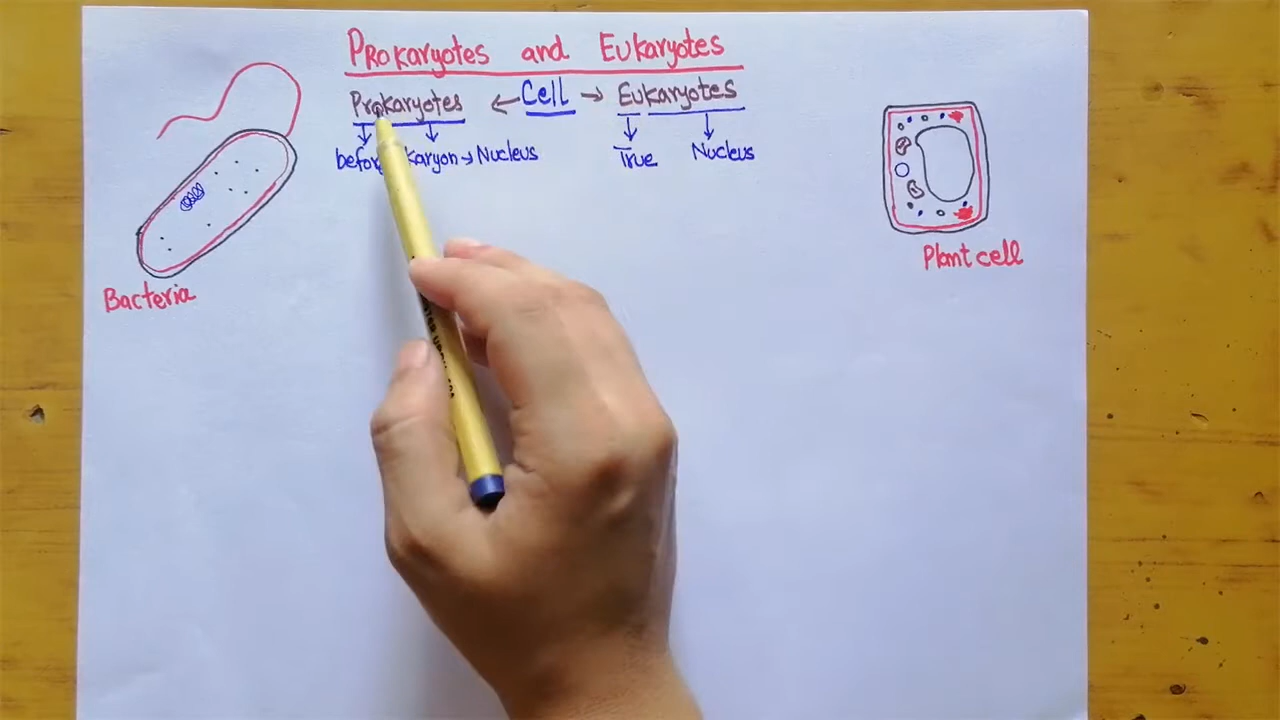 Prokaryotes and Eukaryotes
Prokaryotes ← Cell → Eukaryotes
karyon → Nucleus True Nucleus
Plant cell
Bacteria